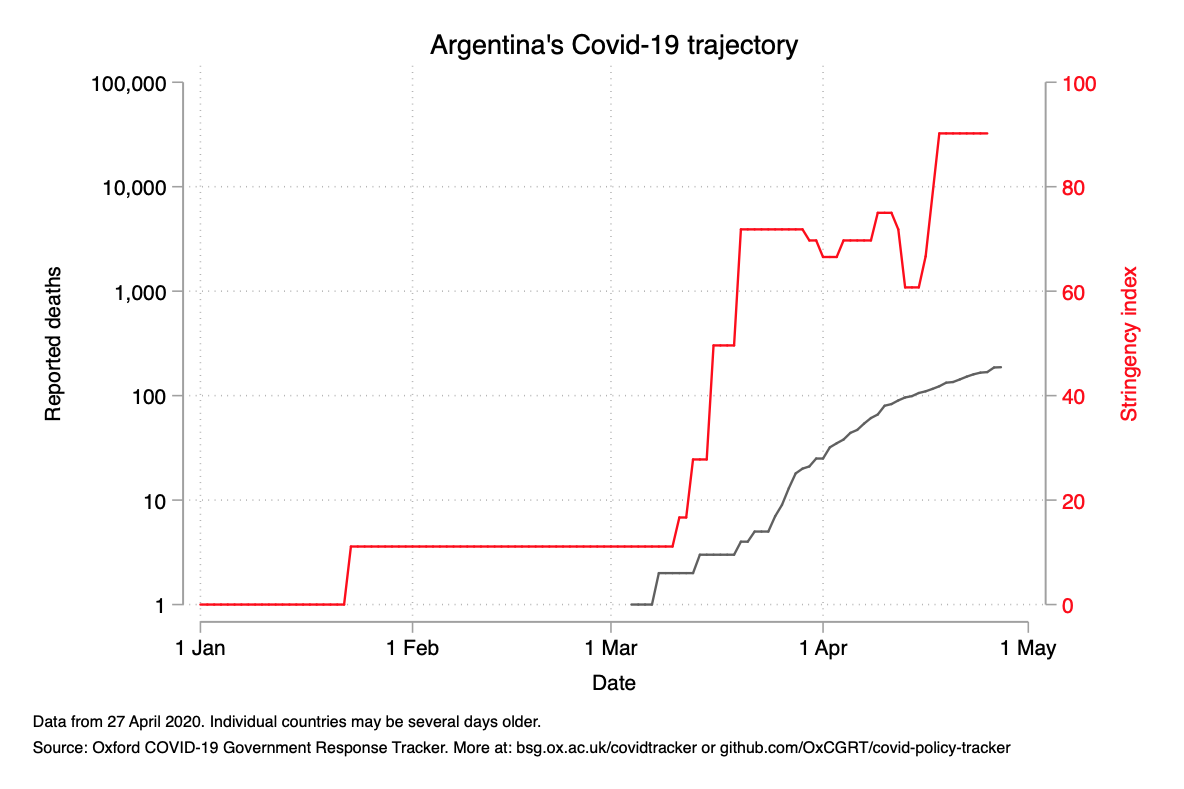 Argentina's Covid-19 trajectory
100,000
10,000
1,000
100
10
1
Reported deaths
100
80
60
40
20
0
Stringency index
1 Jan
1 Feb
1 Mar
1 Apr
1 May
Date
Data from 27 April 2020. Individual countries may be several days older.
Source: Oxford COVID-19 Government Response Tracker. More at: bsg.ox.ac.uk/covidtracker or github.com/OxCGRT/covid-policy-tracker